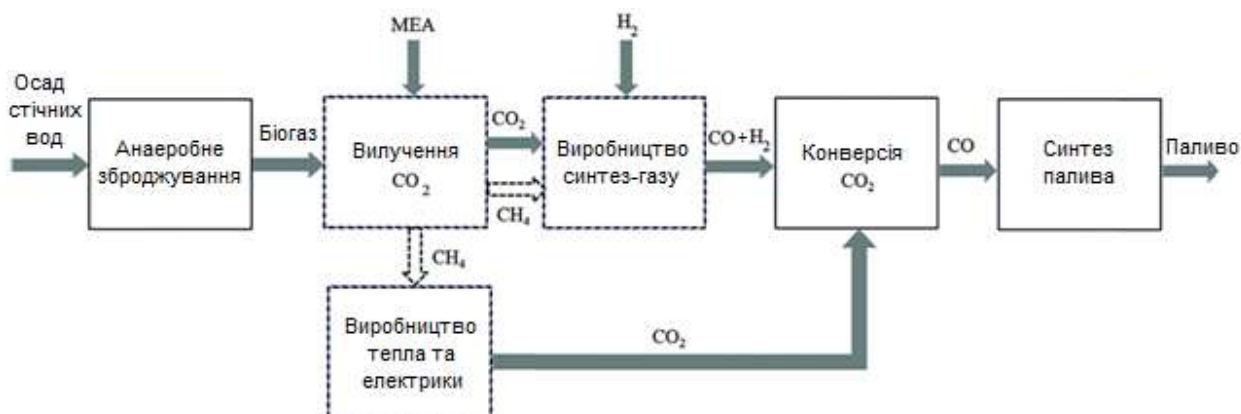 МЕА
H₂
Осад
стічних
вод
Анаеробне
зброджування
Біогаз
Вилучення
CO₂
CO₂
CH₄
Виробництво
синтез-газу
CO+H₂
Конверсія
CO₂
CO
Синтез
палива
Паливо
CH₄
Виробництво
тепла та
електрики
CO₂